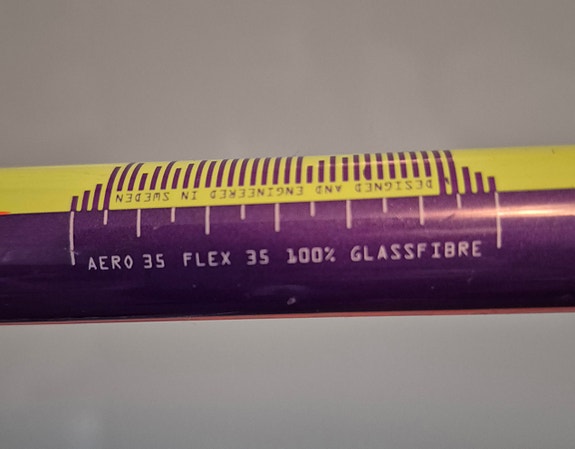 DESIGNED AND ENGINEERED IN SWEDEN
AERO 35 FLEX 35 100% GLASSFIBRE